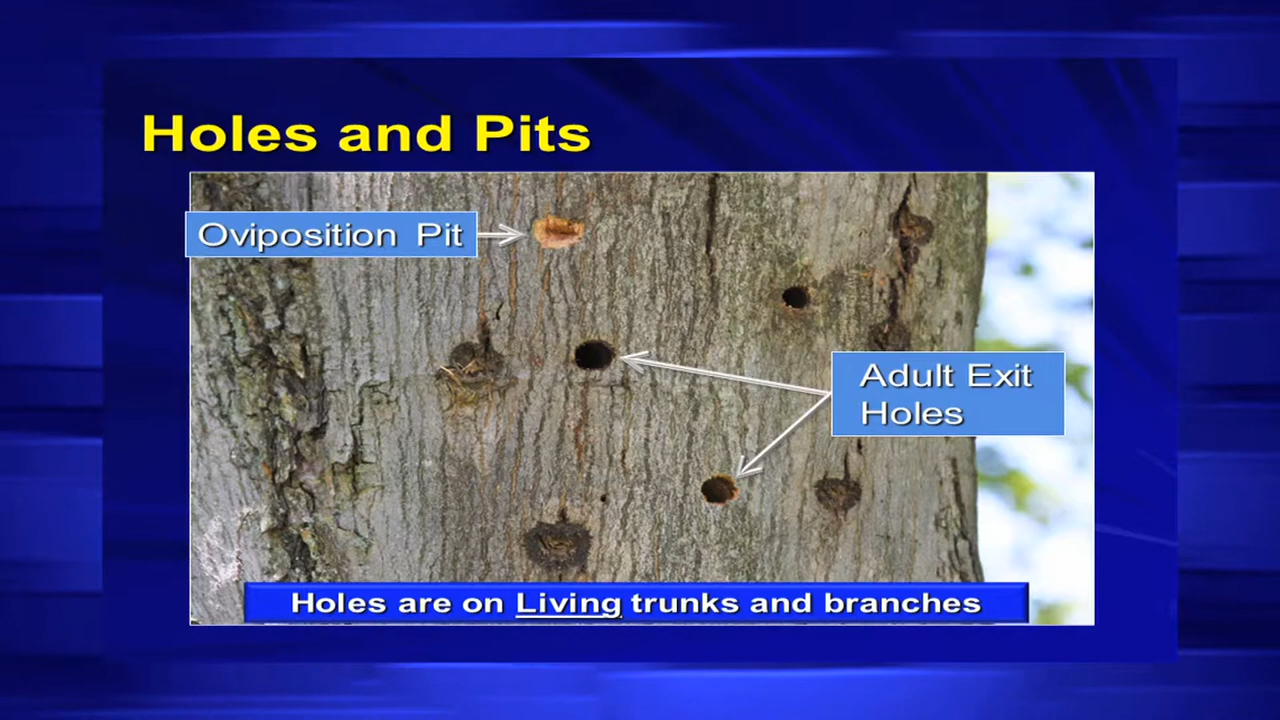 Holes and Pits
Oviposition Pit
Adult Exit
Holes
Holes are on Living trunks and branches